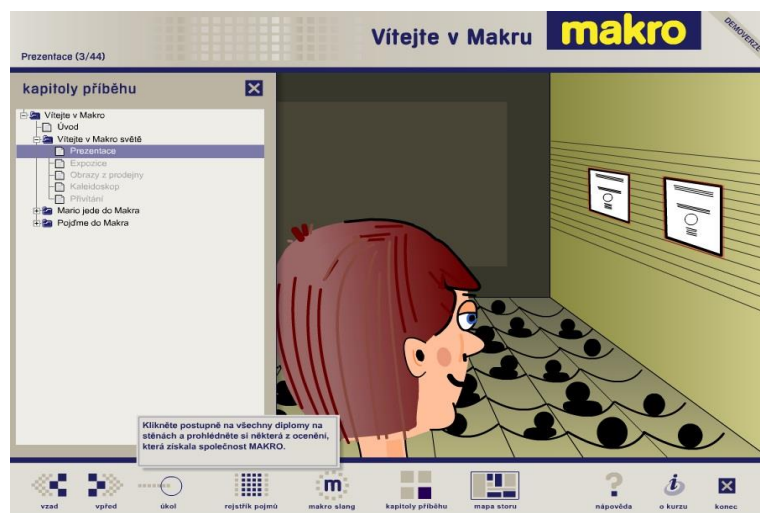 Vítejte v Makru
makro
DEMOVERZE
Prezentace (3/44)
kapitoly příběhu
Vítejte v Makro
Úvod
Vítejte v Makro světě
Prezentace
Expozice
Obrazy z prodejny
Kaleidoskop
Přivítání
Mario jede do Makra
Pojďme do Makra
Klikněte postupně na všechny diplomy na
stěnách a prohlédněte si některá z ocenění,
která získala společnost MAKRO.
m
?
i
vzad
vpřed
úkol
rejstřík pojmů
makro slang
kapitoly příběhu
mapa storu
nápověda
o kurzu
konec